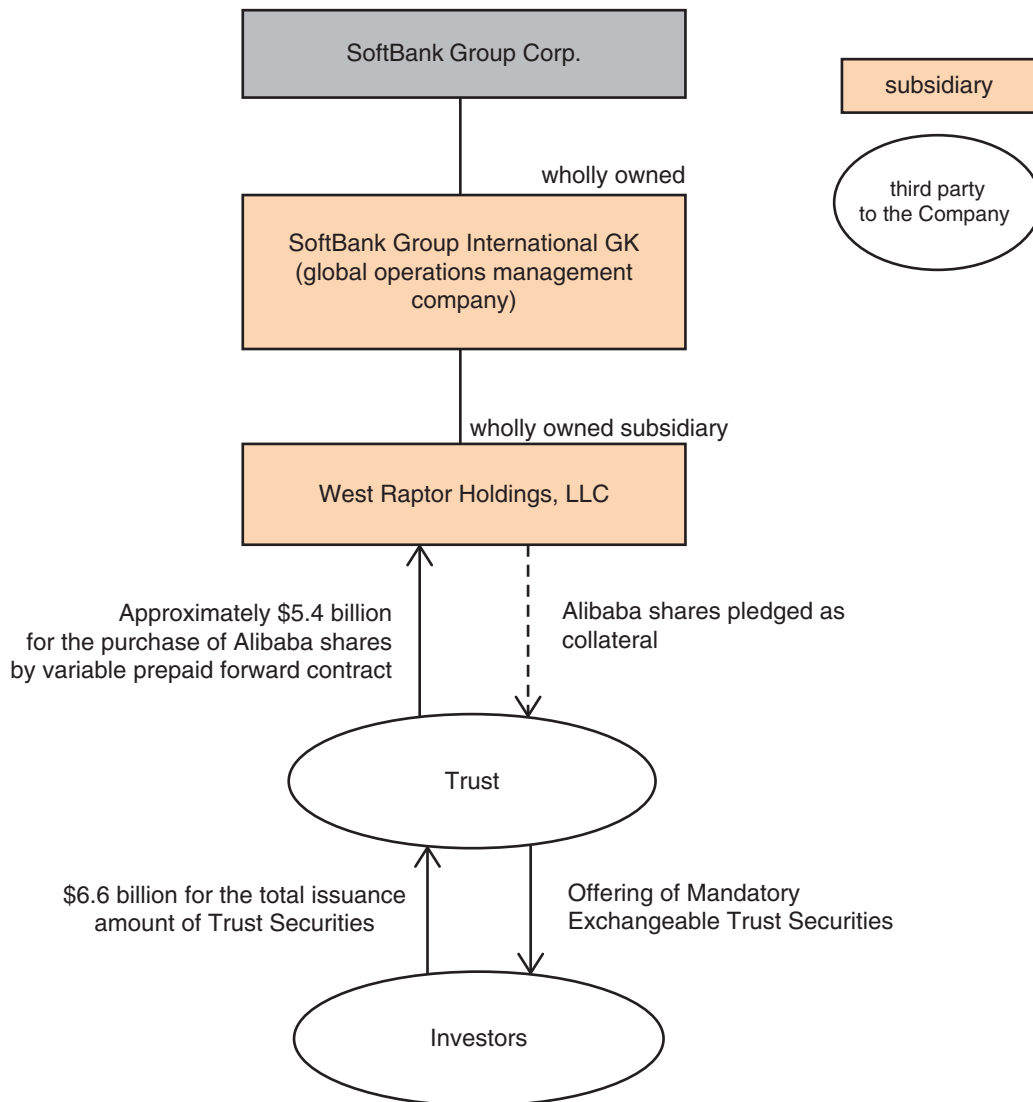 SoftBank Group Corp.
subsidiary
third party
to the Company
wholly owned
SoftBank Group International GK
(global operations management
company)
wholly owned subsidiary
West Raptor Holdings, LLC
Approximately $5.4 billion
for the purchase of Alibaba shares
by variable prepaid forward contract
Alibaba shares pledged as
collateral
Trust
$6.6 billion for the total issuance
amount of Trust Securities
Offering of Mandatory
Exchangeable Trust Securities
Investors